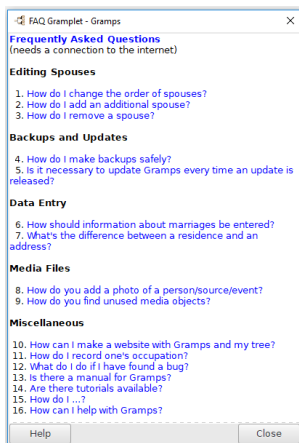 FAQ Gramplet - Gramps
Frequently Asked Questions
(needs a connection to the internet)
Editing Spouses
1. How do I change the order of spouses?
2. How do I add an additional spouse?
3. How do I remove a spouse?
Backups and Updates
4. How do I make backups safely?
5. Is it necessary to update Gramps every time an update is
released?
Data Entry
6. How should information about marriages be entered?
7. What's the difference between a residence and an
address?
Media Files
8. How do you add a photo of a person/source/event?
9. How do you find unused media objects?
Miscellaneous
10. How can I make a website with Gramps and my tree?
11. How do I record one's occupation?
12. What do I do if I have found a bug?
13. Is there a manual for Gramps?
14. Are there tutorials available?
15. How do I ...?
16. How can I help with Gramps?
Help Close